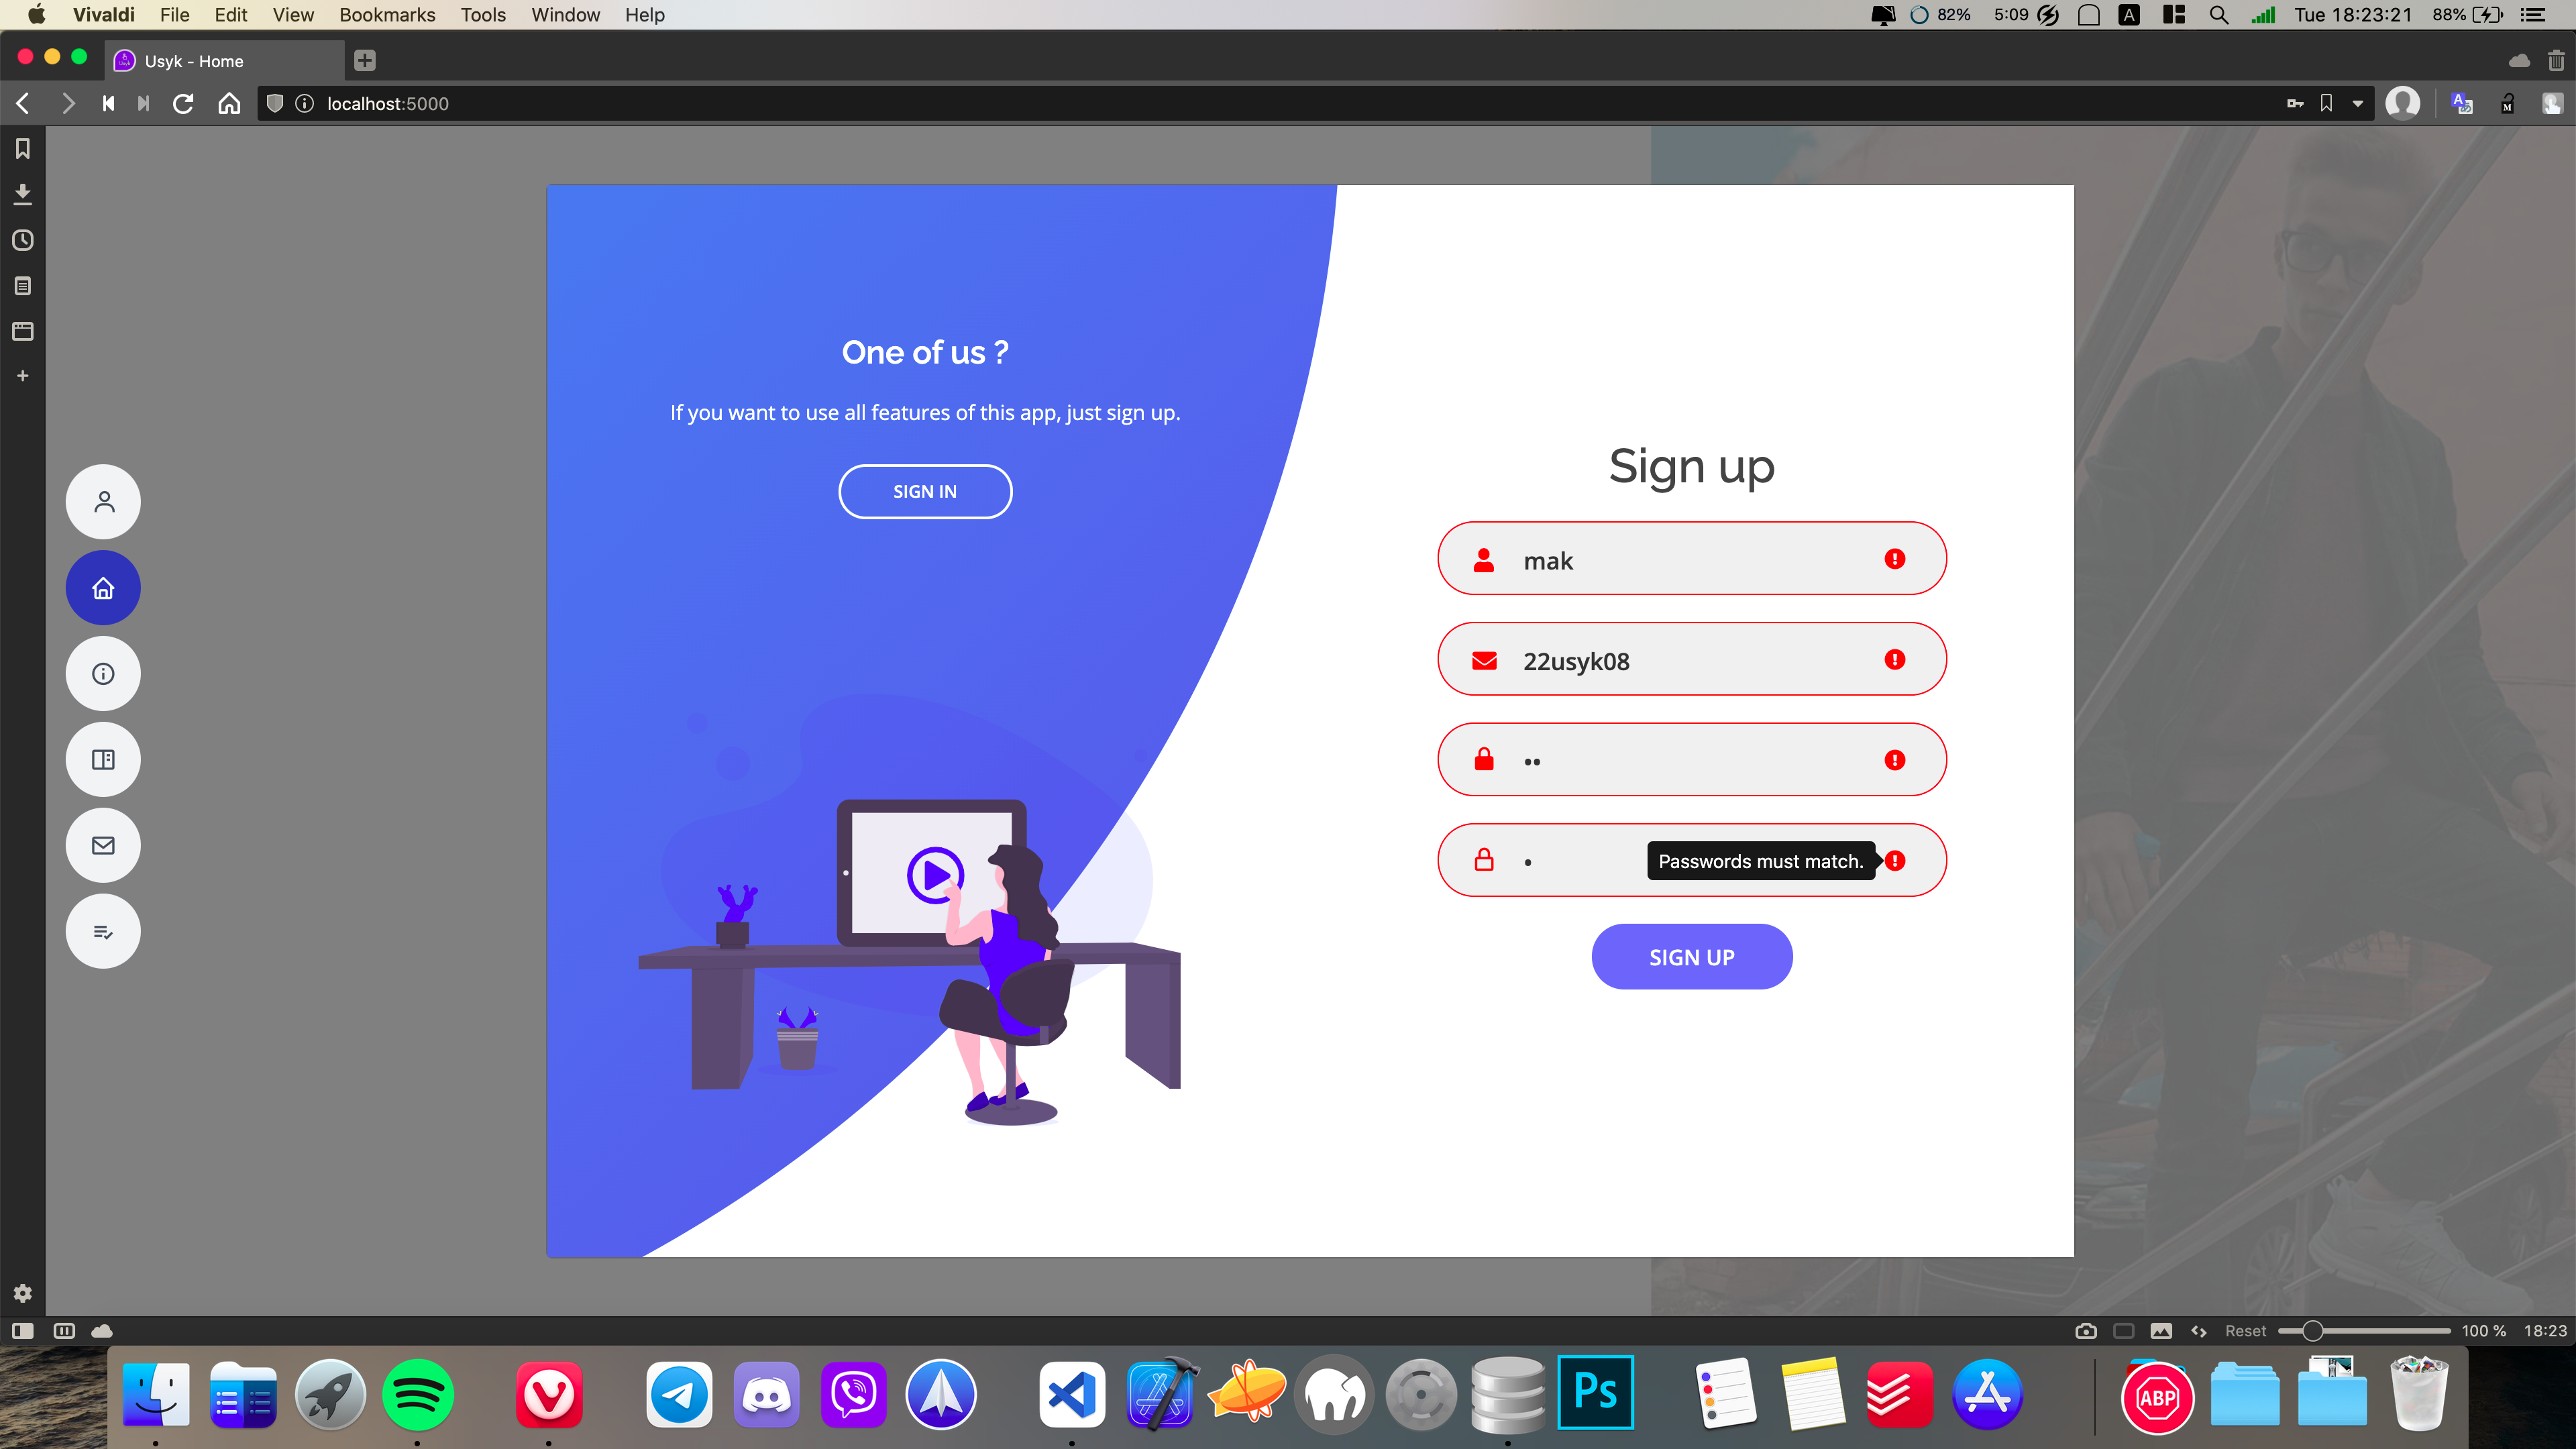 Vivaldi File Edit View Bookmarks Tools Window Help 82% 5:09 A Tue 18:23:21 88%
Usyk - Home
localhost:5000
One of us ?
If you want to use all features of this app, just sign up.
SIGN IN
Sign up
mak
22usyk08
••
• Passwords must match.
SIGN UP
Reset 100 % 18:23
Ps
ABP